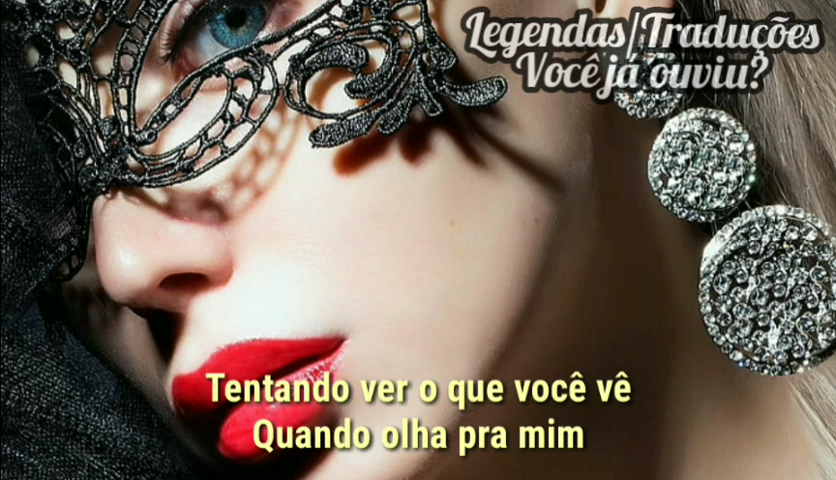 Legendas/Traduções
Você já ouviu?
Tentando ver o que você vê
Quando olha pra mim